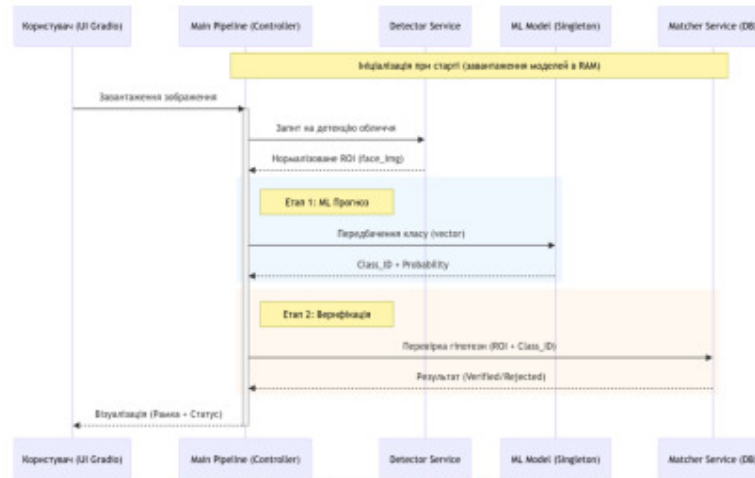 Користувач (UI Gradio) Main Pipeline (Controller) Detector Service ML Model (Singleton) Matcher Service (DB)
Ініціалізація при старті (завантаження моделей в RAM)
Завантаження зображення
Запит на детекцію обличчя
Нормалізоване ROI (face_img)
Етап 1: ML Прогноз
Передбачення класу (vector)
Class_ID + Probability
Етап 2: Верифікація
Перевірка гіпотези (ROI + Class_ID)
Результат (Verified/Rejected)
Візуалізація (Рамка + Статус)
Користувач (UI Gradio) Main Pipeline (Controller) Detector Service ML Model (Singleton) Matcher Service (DB)